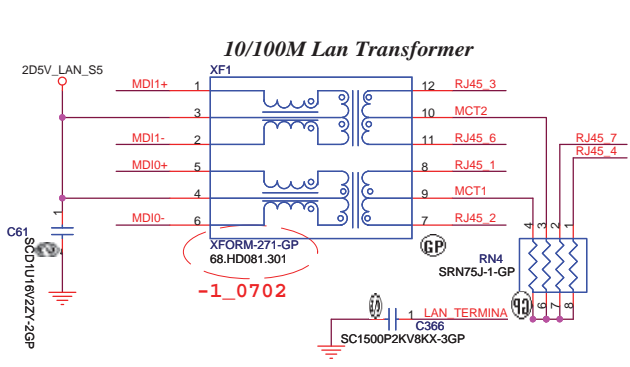 10/100M Lan Transformer
2D5V_LAN_S5
XF1
MDI1+ 1
12 RJ45_3
3
10 MCT2
MDI1- 2
11 RJ45_6
RJ45_7
RJ45_4
MDI0+ 5
8 RJ45_1
4
9 MCT1
MDI0- 6
7 RJ45_2
1
C61
SCD1U16V2ZY-2GP
XFORM-271-GP
68.HD081.301
GP
-1_0702
4 3 2 1
RN4
SRN75J-1-GP
6 7 8
1 LAN_TERMINA
C366
SC1500P2KV8KX-3GP